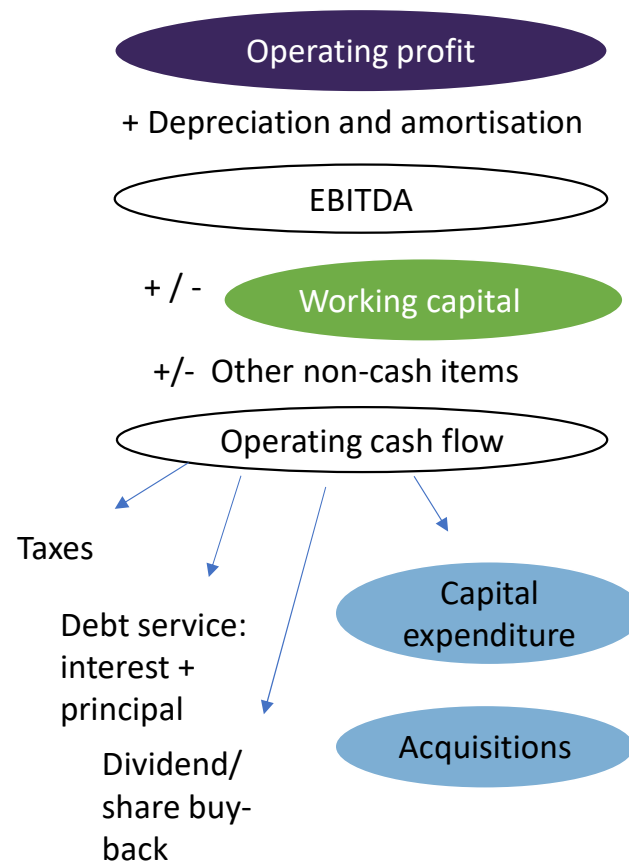 Operating profit
+ Depreciation and amortisation
EBITDA
+ / -
Working capital
+/- Other non-cash items
Operating cash flow
Taxes
Debt service:
interest +
principal
Dividend/
share buy-
back
Capital
expenditure
Acquisitions